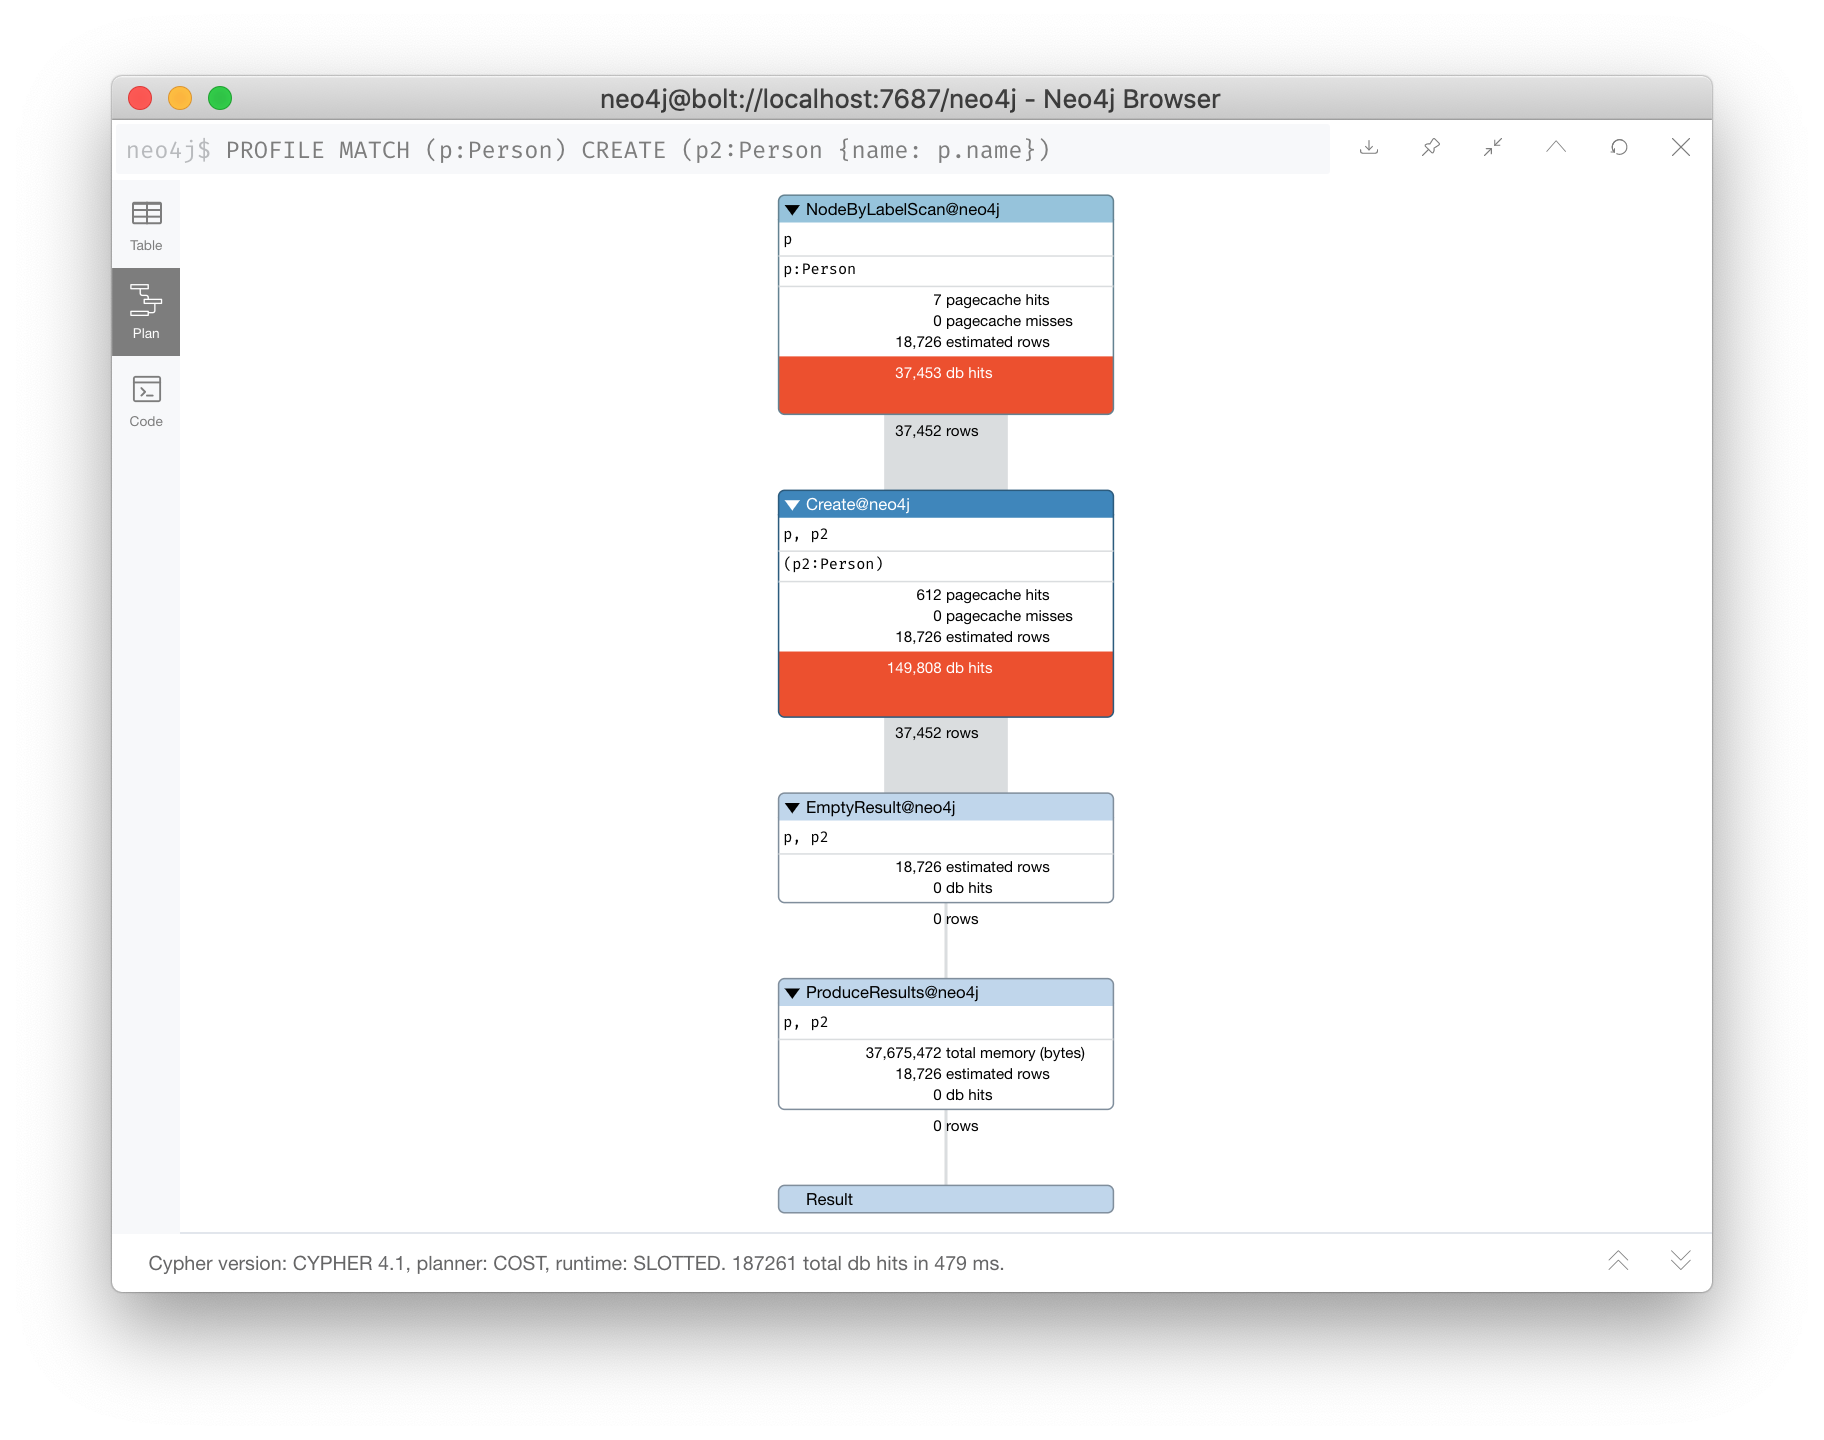 neo4j@bolt://localhost:7687/neo4j - Neo4j Browser
neo4j$ PROFILE MATCH (p:Person) CREATE (p2:Person {name: p.name})
Table
Plan
Code
NodeByLabelScan@neo4j
p
p:Person
7 pagecache hits
0 pagecache misses
18,726 estimated rows
37,453 db hits
37,452 rows
Create@neo4j
p, p2
(p2:Person)
612 pagecache hits
0 pagecache misses
18,726 estimated rows
149,808 db hits
37,452 rows
EmptyResult@neo4j
p, p2
18,726 estimated rows
0 db hits
0 rows
ProduceResults@neo4j
p, p2
37,675,472 total memory (bytes)
18,726 estimated rows
0 db hits
0 rows
Result
Cypher version: CYPHER 4.1, planner: COST, runtime: SLOTTED. 187261 total db hits in 479 ms.